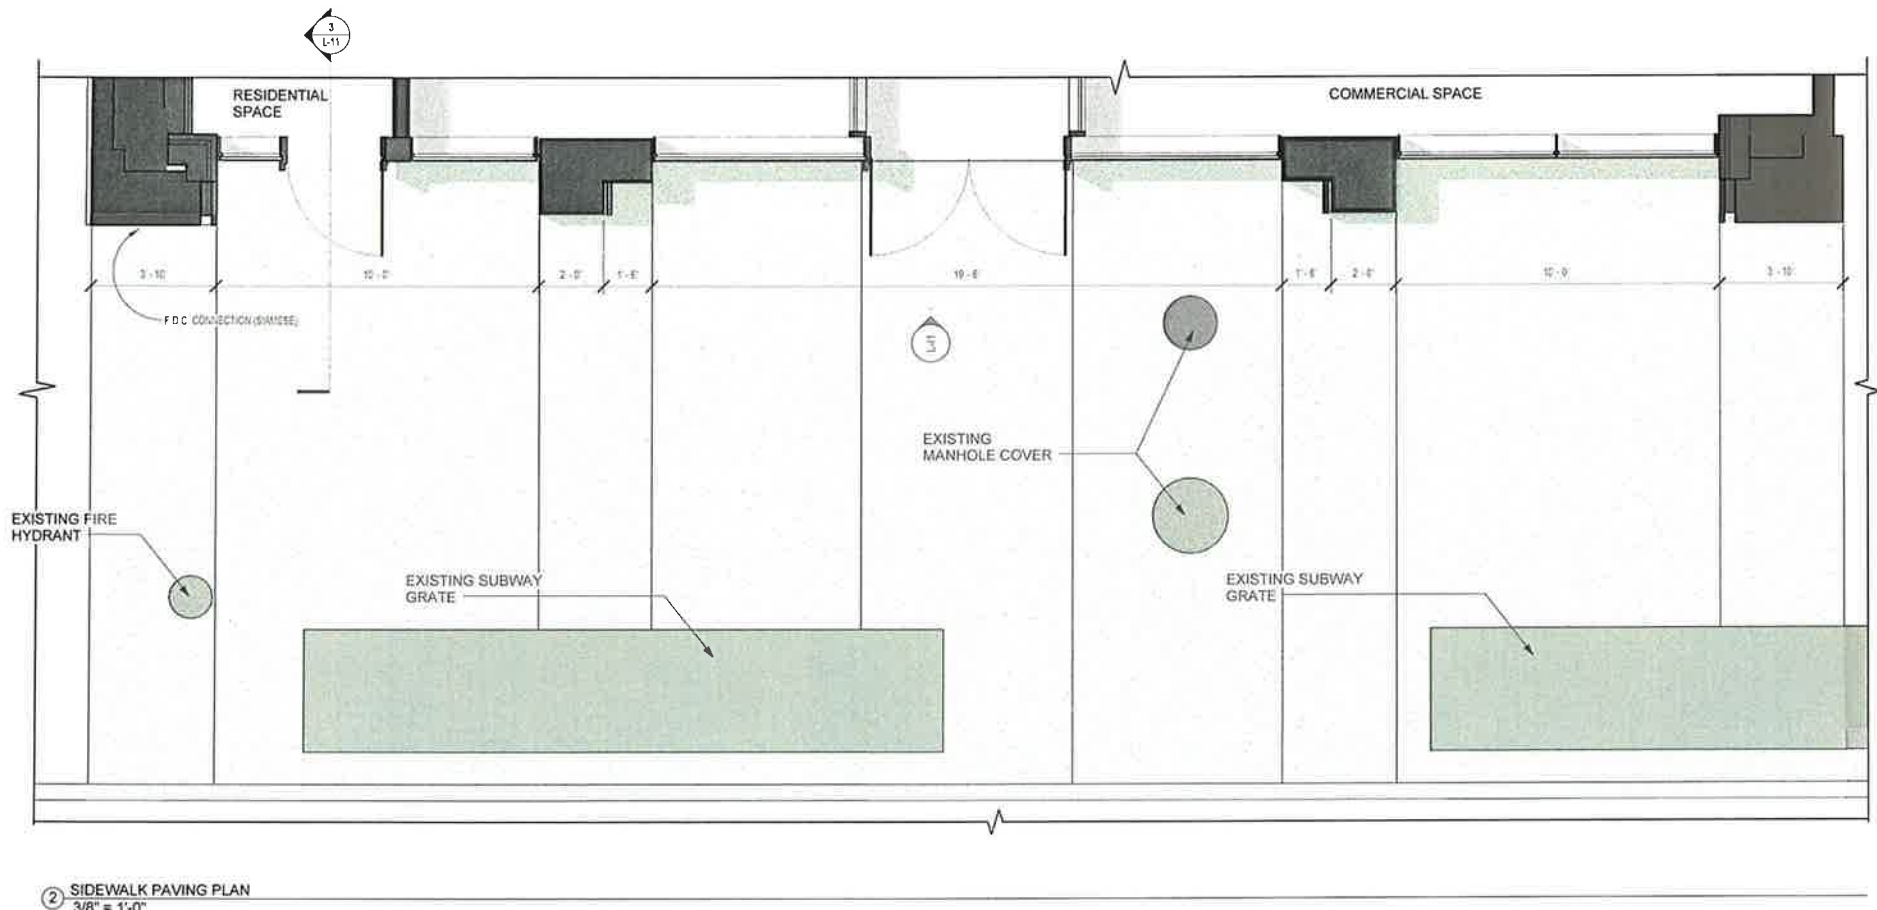 3
L-11
RESIDENTIAL
SPACE
COMMERCIAL SPACE
3'-10"
10'-0"
2'-0"
1'-6"
19'-6"
1'-6"
2'-0"
10'-0"
3'-10"
F D C CONNECTION (SIAMESE)
L-11
EXISTING
MANHOLE COVER
EXISTING FIRE
HYDRANT
EXISTING SUBWAY
GRATE
EXISTING SUBWAY
GRATE
2
SIDEWALK PAVING PLAN
3/8" = 1'-0"